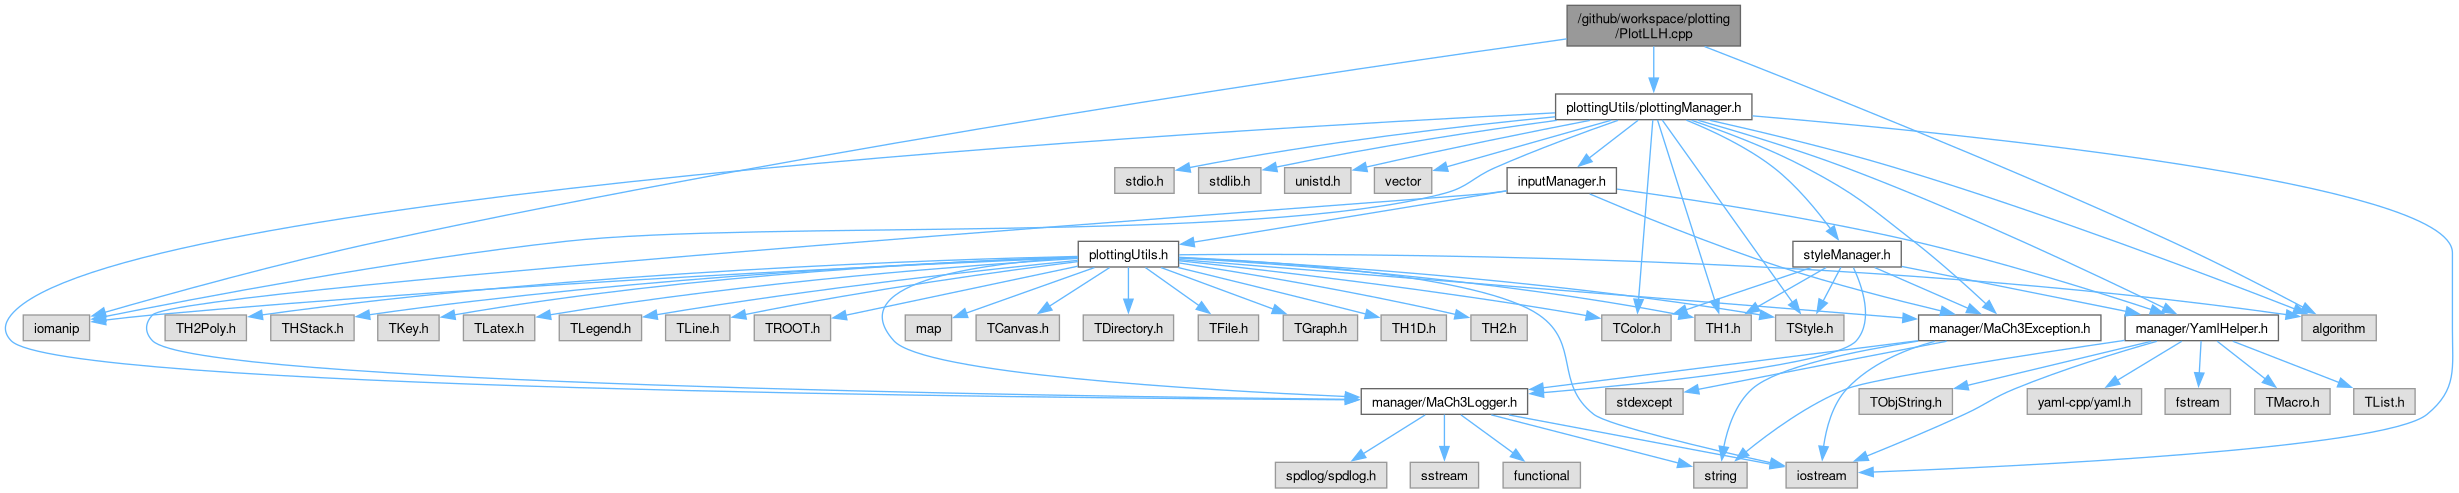 /github/workspace/plotting
/PlotLLH.cpp
plottingUtils/plottingManager.h
stdio.h
stdlib.h
unistd.h
vector
inputManager.h
plottingUtils.h
styleManager.h
iomanip
TH2Poly.h
THStack.h
TKey.h
TLatex.h
TLegend.h
TLine.h
TROOT.h
map
TCanvas.h
TDirectory.h
TFile.h
TGraph.h
TH1D.h
TH2.h
TColor.h
TH1.h
TStyle.h
manager/MaCh3Exception.h
manager/YamlHelper.h
algorithm
manager/MaCh3Logger.h
stdexcept
TObjString.h
yaml-cpp/yaml.h
fstream
TMacro.h
TList.h
spdlog/spdlog.h
sstream
functional
string
iostream